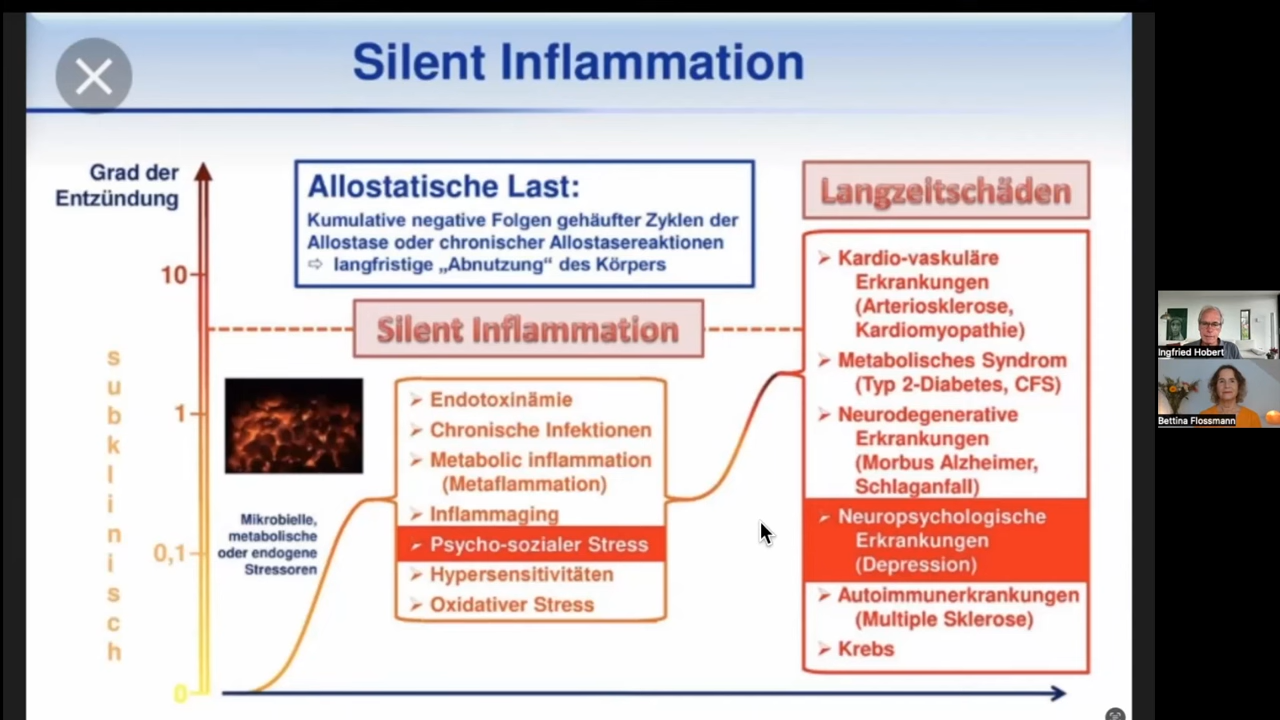 Silent Inflammation
Grad der
Entzündung
10
1
0,1
0
subklinisch
Allostatische Last:
Kumulative negative Folgen gehäufter Zyklen der
Allostase oder chronischer Allostasereaktionen
⇨ langfristige „Abnutzung“ des Körpers
Silent Inflammation
Mikrobielle,
metabolische
oder endogene
Stressoren
➢ Endotoxinämie
➢ Chronische Infektionen
➢ Metabolic inflammation
(Metaflammation)
➢ Inflammaging
➢ Psycho-sozialer Stress
➢ Hypersensitivitäten
➢ Oxidativer Stress
Langzeitschäden
➢ Kardio-vaskuläre
Erkrankungen
(Arteriosklerose,
Kardiomyopathie)
➢ Metabolisches Syndrom
(Typ 2-Diabetes, CFS)
➢ Neurodegenerative
Erkrankungen
(Morbus Alzheimer,
Schlaganfall)
➢ Neuropsychologische
Erkrankungen
(Depression)
➢ Autoimmunerkrankungen
(Multiple Sklerose)
➢ Krebs
Ingfried Hobert
Bettina Flossmann